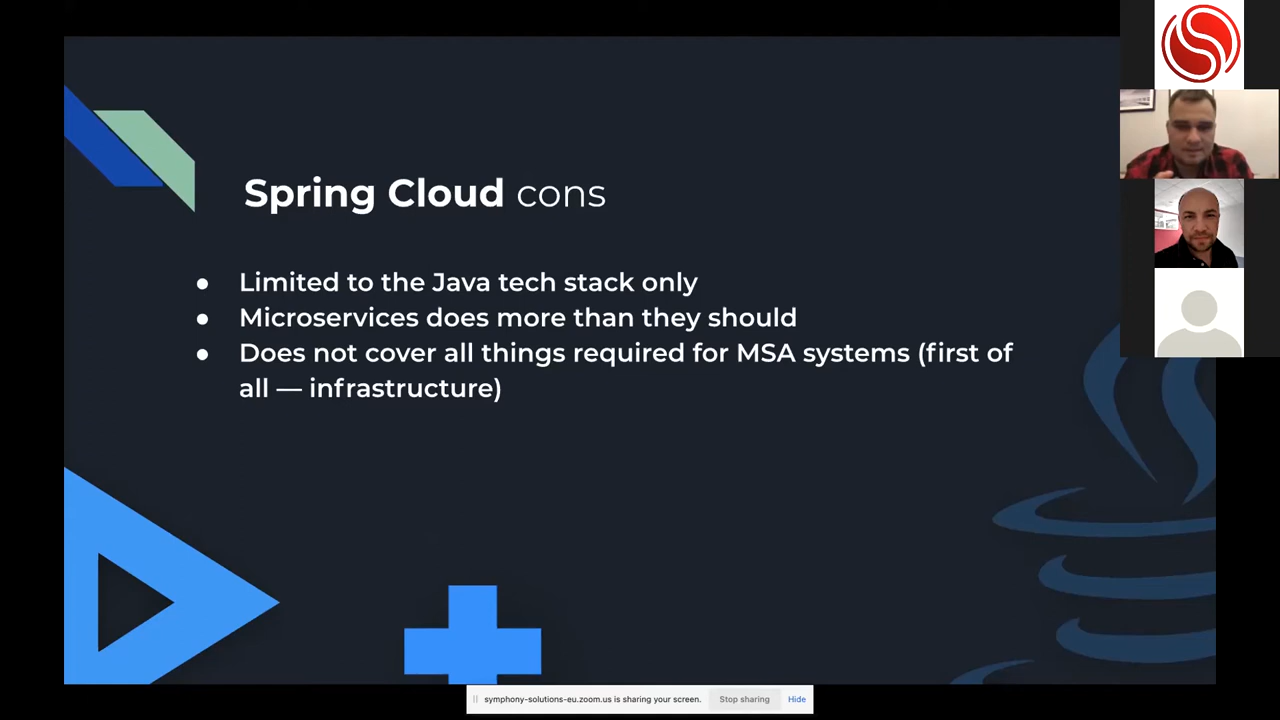 Spring Cloud cons
● Limited to the Java tech stack only
● Microservices does more than they should
● Does not cover all things required for MSA systems (first of
all — infrastructure)
symphony-solutions-eu.zoom.us is sharing your screen. Stop sharing Hide